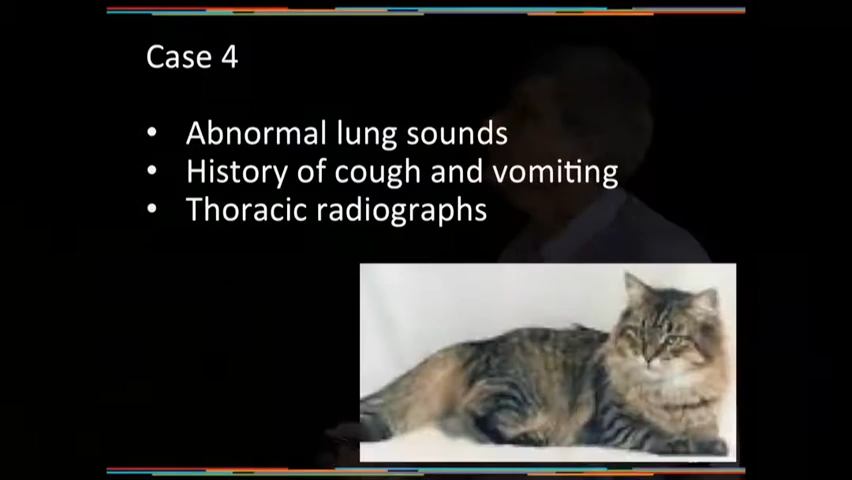 Case 4
• Abnormal lung sounds
• History of cough and vomiting
• Thoracic radiographs